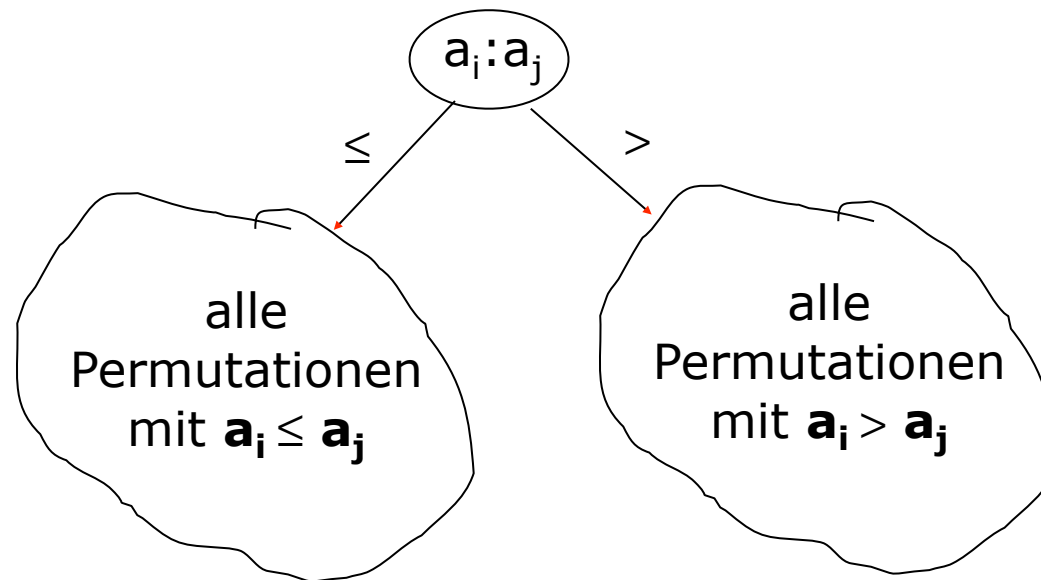 aᵢ:aⱼ
≤
>
alle
Permutationen
mit aᵢ ≤ aⱼ
alle
Permutationen
mit aᵢ > aⱼ